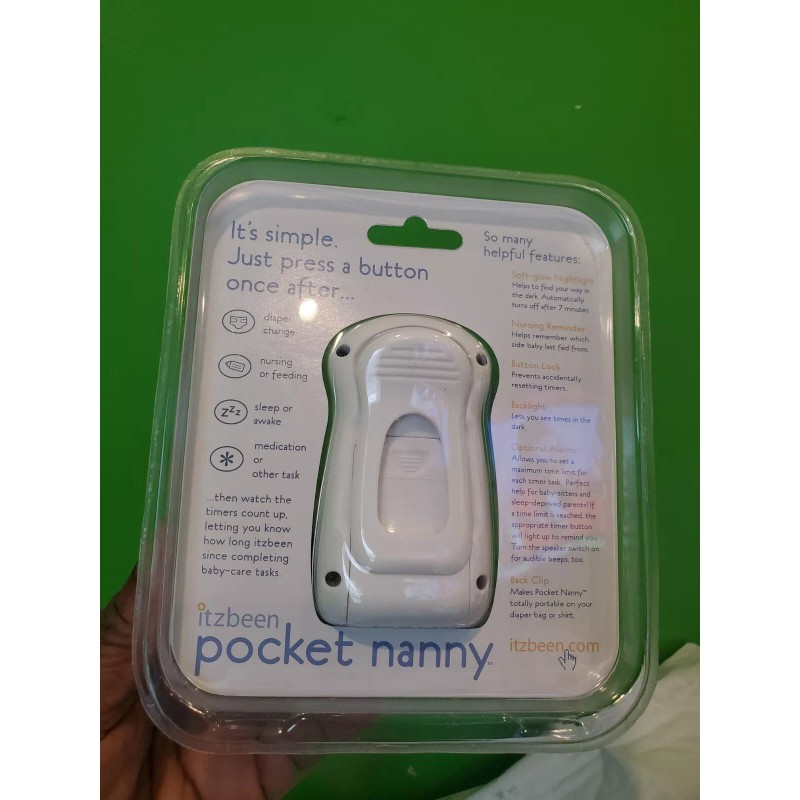 It's simple.
Just press a button
once after...
diaper
change
nursing
or feeding
zzz
sleep or
awake
*
medication
or
other task
...then watch the
timers count up,
letting you know
how long itzbeen
since completing
baby-care tasks.
itzbeen
pocket nanny™
So many
helpful features:
Soft-glow Nightlight
Helps to find your way in
the dark. Automatically
turns off after 7 minutes.
Nursing Reminder
Helps remember which
side baby last fed from.
Button Lock
Prevents accidentally
resetting timers.
Backlight
Lets you see times in the
dark.
Optional Alarms
Allows you to set a
maximum time limit for
each timer task. Perfect
help for baby-sitters and
sleep-deprived parents! If
a time limit is reached, the
appropriate timer button
will light up to remind you.
Turn the speaker switch on
for audible beeps, too.
Back Clip
Makes Pocket Nanny™
totally portable on your
diaper bag or shirt.
itzbeen.com